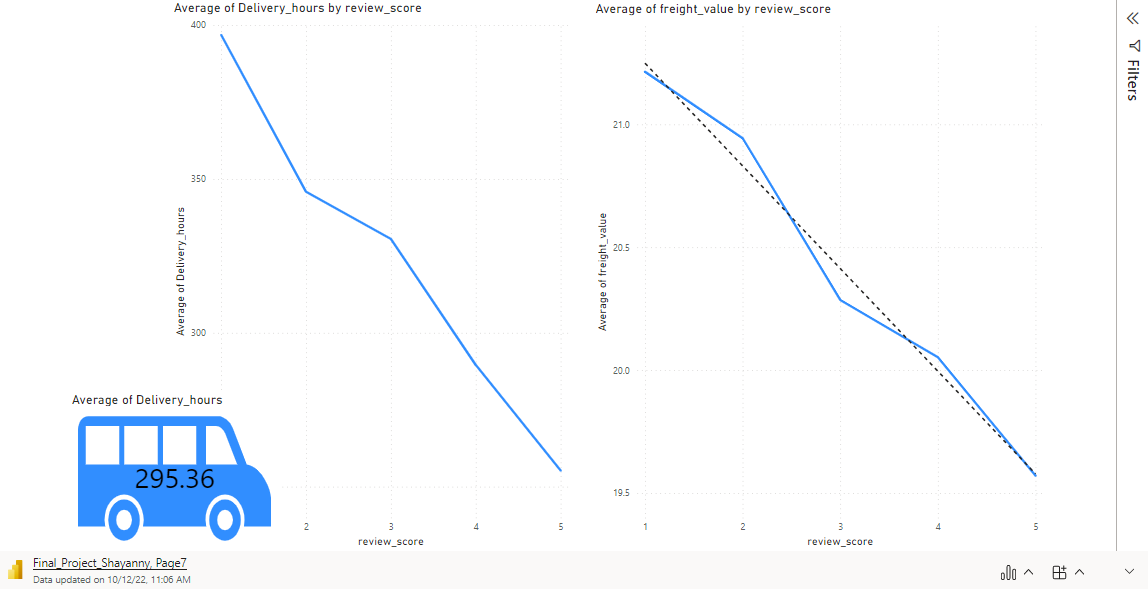 Average of Delivery_hours by review_score
400
350
300
Average of Delivery_hours
2 3 4 5
review_score
Average of freight_value by review_score
21.0
20.5
20.0
19.5
Average of freight_value
1 2 3 4 5
review_score
Average of Delivery_hours
295.36
Filters
Final_Project_Shayanny, Page7
Data updated on 10/12/22, 11:06 AM